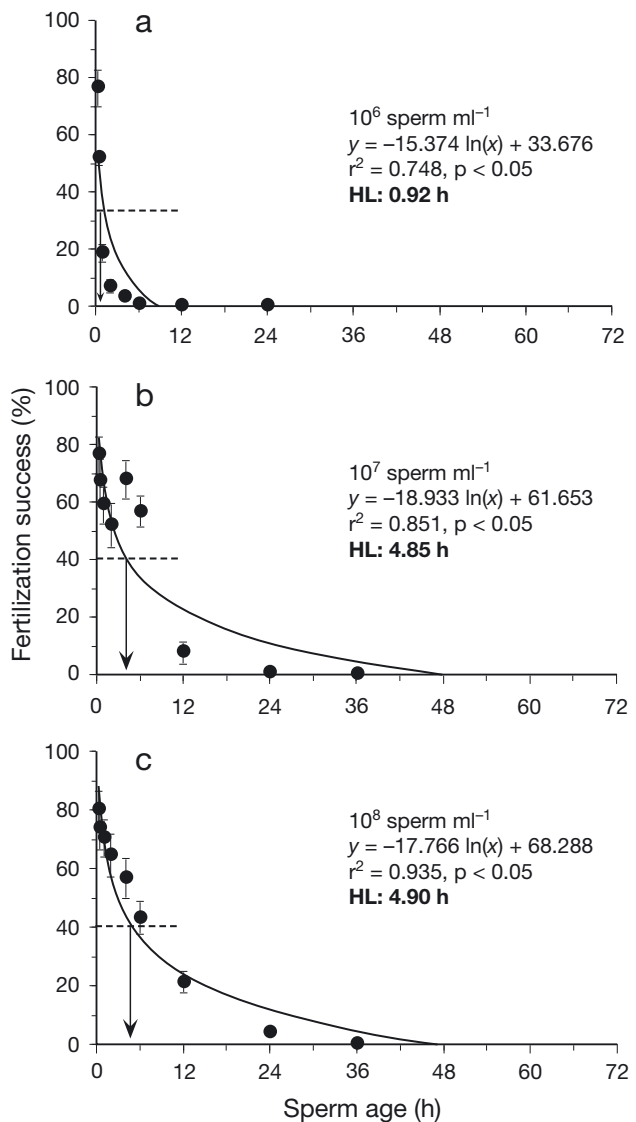 a
100
80
60
40
20
0
10⁶ sperm ml⁻¹
y = –15.374 ln(x) + 33.676
r² = 0.748, p < 0.05
HL: 0.92 h
0 12 24 36 48 60 72
Fertilization success (%)
b
100
80
60
40
20
0
10⁷ sperm ml⁻¹
y = –18.933 ln(x) + 61.653
r² = 0.851, p < 0.05
HL: 4.85 h
0 12 24 36 48 60 72
c
100
80
60
40
20
0
10⁸ sperm ml⁻¹
y = –17.766 ln(x) + 68.288
r² = 0.935, p < 0.05
HL: 4.90 h
0 12 24 36 48 60 72
Sperm age (h)